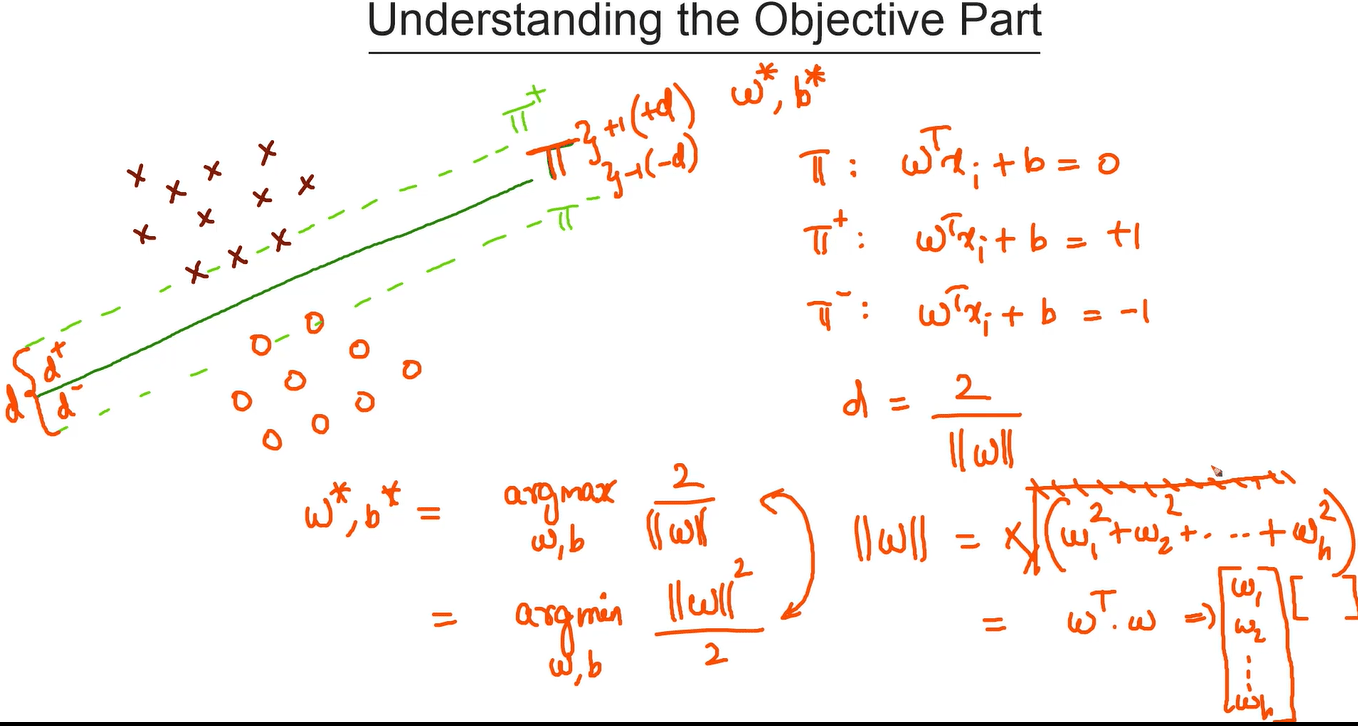 Understanding the Objective Part
w*, b*
π⁺
π } +1 (+d)
} -1 (-d)
π
π : wᵀxᵢ + b = 0
π⁺ : wᵀxᵢ + b = +1
π⁻ : wᵀxᵢ + b = -1
d⁺
d
d⁻
d = 2 / ||w||
w*, b* = argmax w,b 2 / ||w||
= argmin w,b ||w||² / 2
||w|| = √(w₁² + w₂² + . .. + wₙ²)
= wᵀ. w => [w₁ w₂ ⋮ wₙ] [ ]